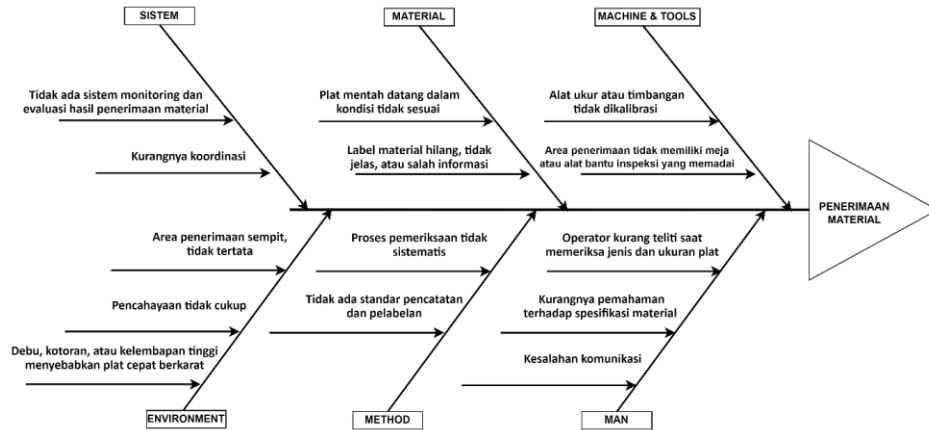 SISTEM
MATERIAL
MACHINE & TOOLS
Tidak ada sistem monitoring dan
evaluasi hasil penerimaan material
Kurangnya koordinasi
Plat mentah datang dalam
kondisi tidak sesuai
Label material hilang, tidak
jelas, atau salah informasi
Alat ukur atau timbangan
tidak dikalibrasi
Area penerimaan tidak memiliki meja
atau alat bantu inspeksi yang memadai
PENERIMAAN
MATERIAL
Area penerimaan sempit,
tidak tertata
Pencahayaan tidak cukup
Debu, kotoran, atau kelembapan tinggi
menyebabkan plat cepat berkarat
Proses pemeriksaan tidak
sistematis
Tidak ada standar pencatatan
dan pelabelan
Operator kurang teliti saat
memeriksa jenis dan ukuran plat
Kurangnya pemahaman
terhadap spesifikasi material
Kesalahan komunikasi
ENVIRONMENT
METHOD
MAN